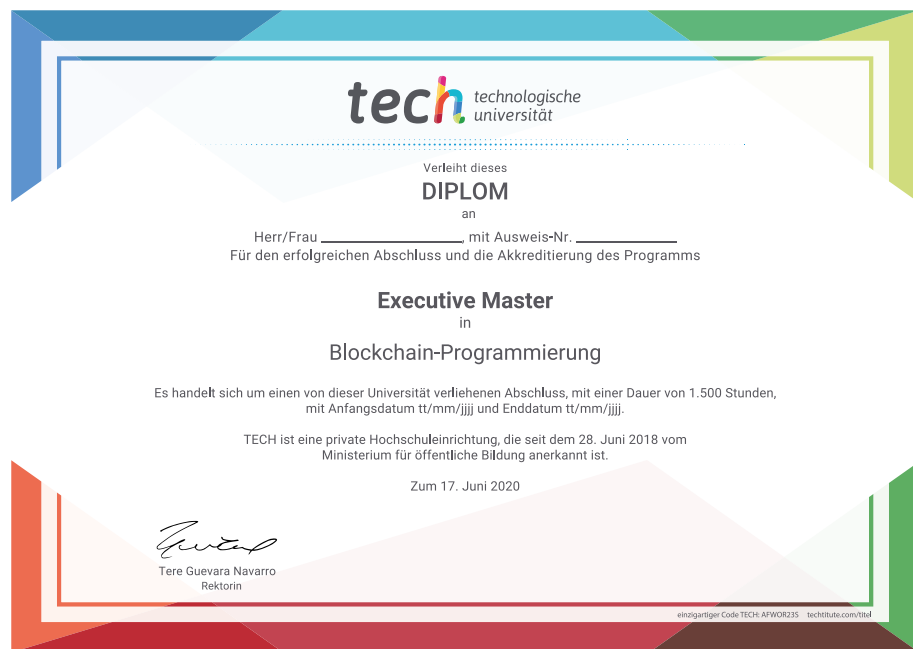 tech technologische
universität
Verleiht dieses
DIPLOM
an
Herr/Frau ____________________, mit Ausweis-Nr. ______________
Für den erfolgreichen Abschluss und die Akkreditierung des Programms
Executive Master
in
Blockchain-Programmierung
Es handelt sich um einen von dieser Universität verliehenen Abschluss, mit einer Dauer von 1.500 Stunden,
mit Anfangsdatum tt/mm/jjjj und Enddatum tt/mm/jjjj.
TECH ist eine private Hochschuleinrichtung, die seit dem 28. Juni 2018 vom
Ministerium für öffentliche Bildung anerkannt ist.
Zum 17. Juni 2020
Tere Guevara Navarro
Rektorin
einzigartiger Code TECH: AFWOR23S techtitute.com/titel